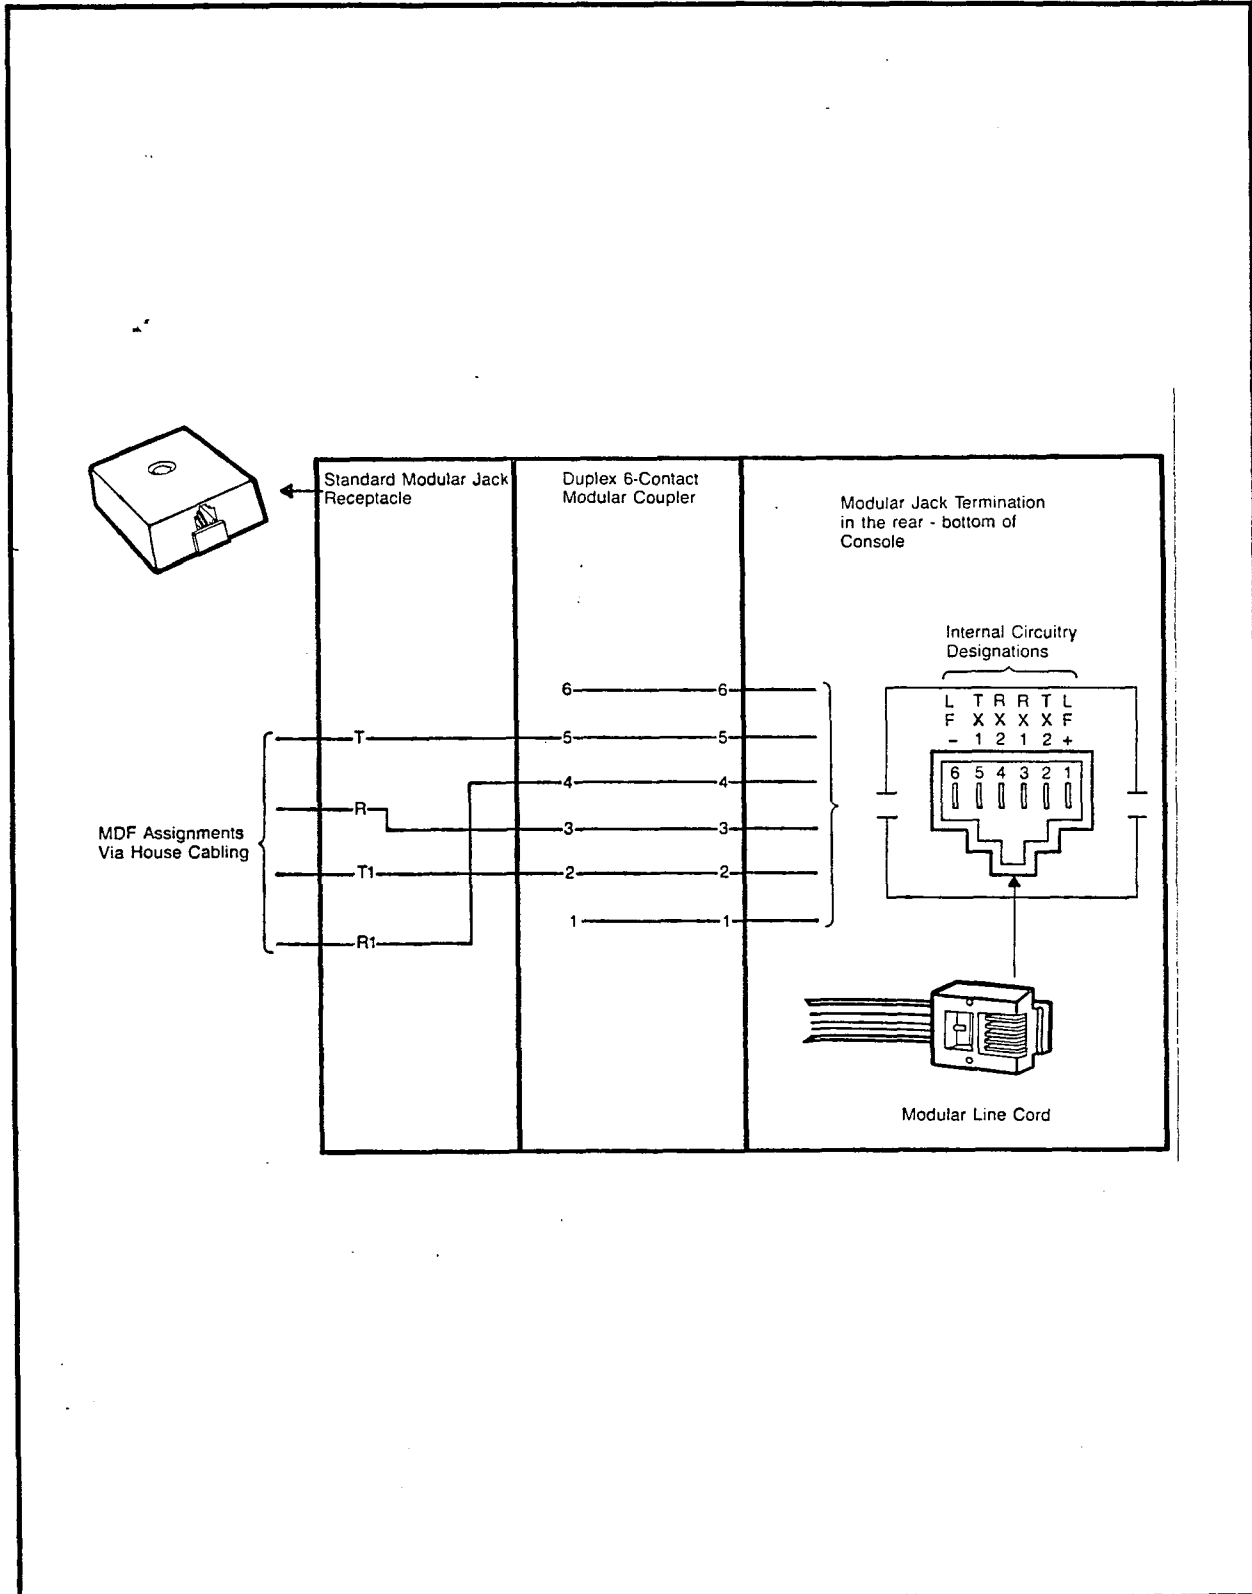 Standard Modular Jack
Receptacle
Duplex 6-Contact
Modular Coupler
Modular Jack Termination
in the rear - bottom of
Console
Internal Circuitry
Designations
L T R R T L
F X X X X F
- 1 2 1 2 +
6 5 4 3 2 1
6 6
T 5 5
4 4
R 3 3
T1 2 2
1 1
R1
MDF Assignments
Via House Cabling
Modular Line Cord